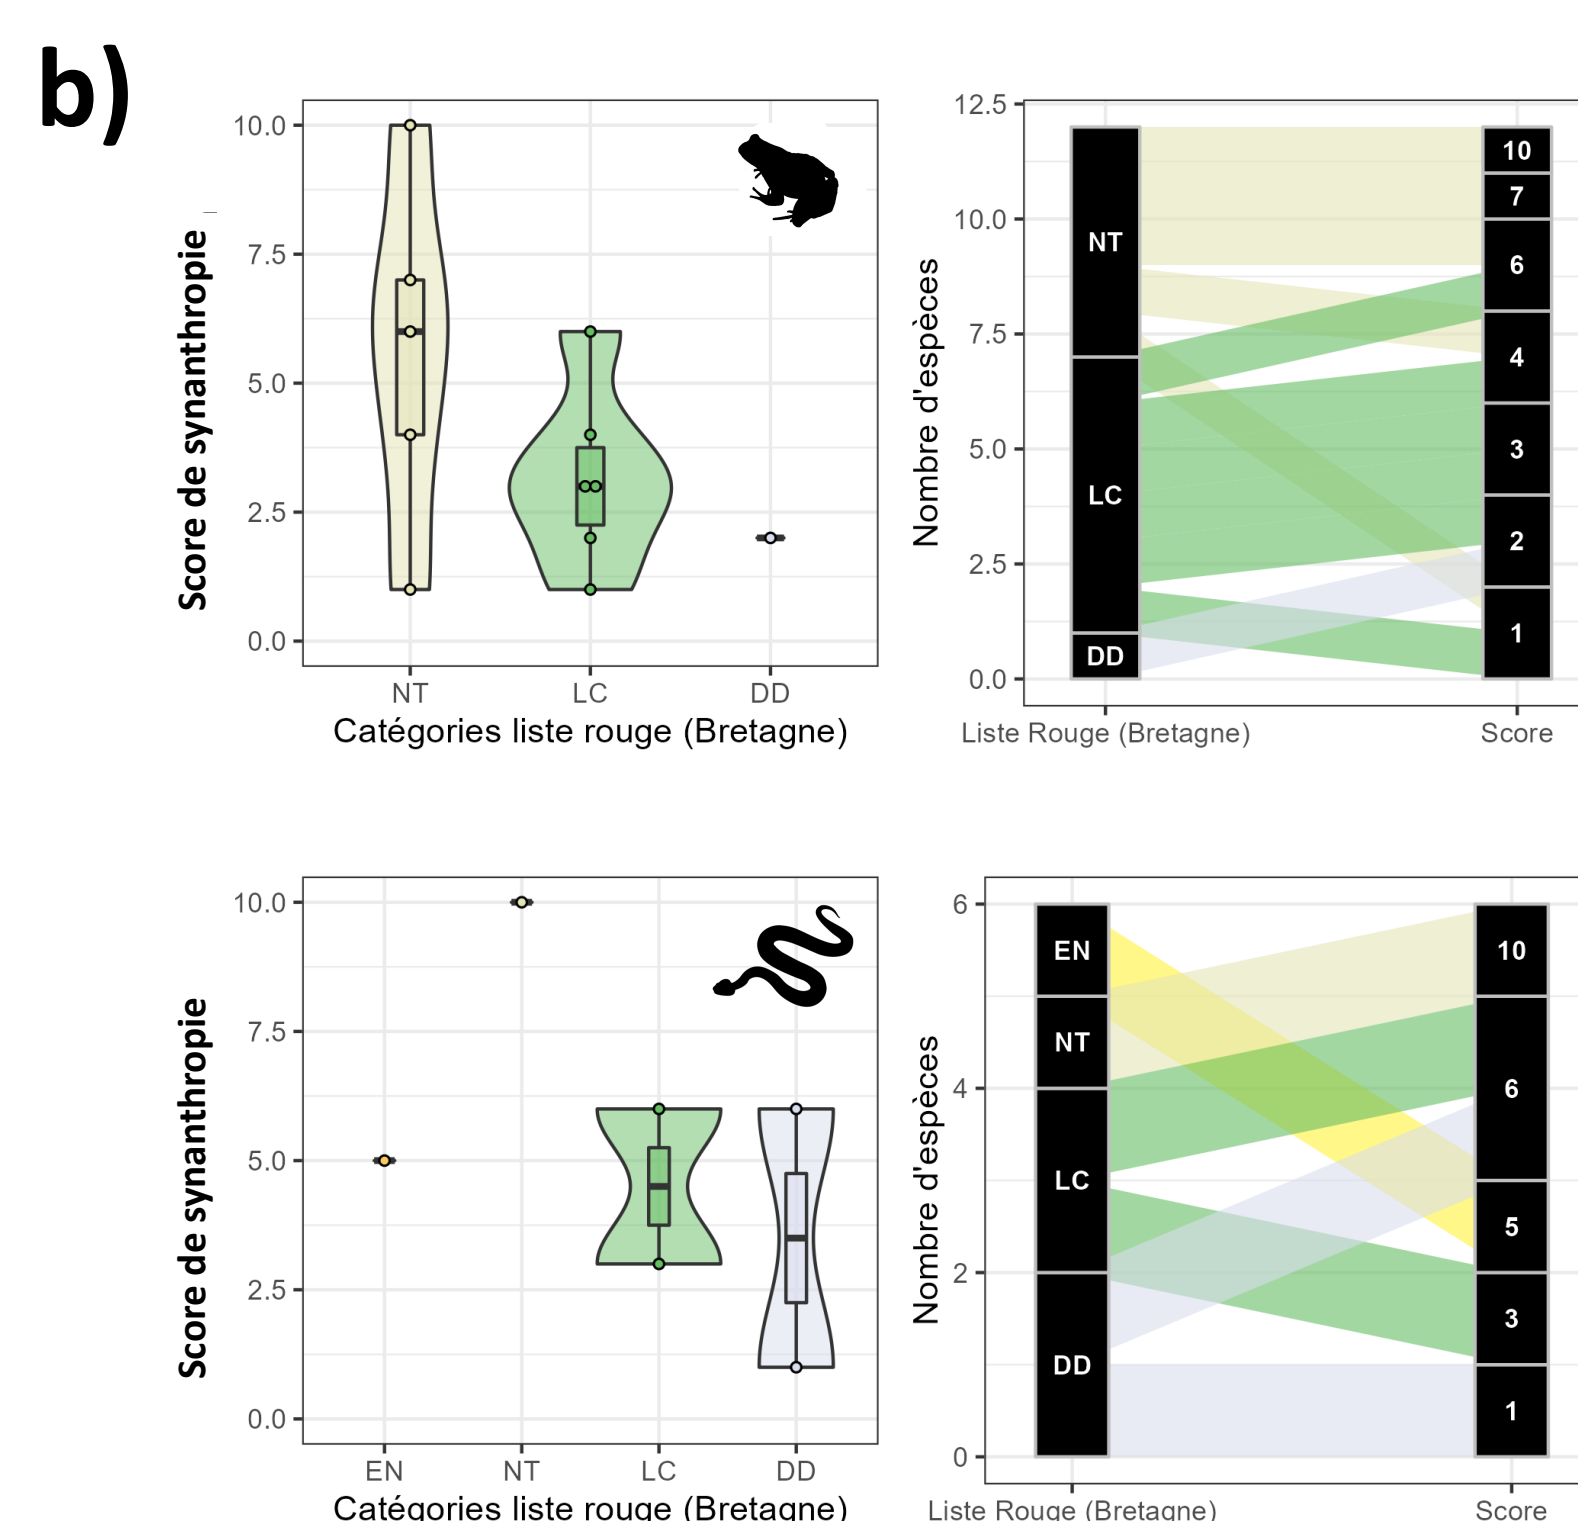 b)
10.0
7.5
5.0
2.5
0.0
Score de synanthropie
NT LC DD
Catégories liste rouge (Bretagne)
12.5
10.0
7.5
5.0
2.5
0.0
Nombre d'espèces
NT
LC
DD
10
7
6
4
3
2
1
Liste Rouge (Bretagne) Score
10.0
7.5
5.0
2.5
0.0
Score de synanthropie
EN NT LC DD
Catégories liste rouge (Bretagne)
6
4
2
0
Nombre d'espèces
EN
NT
LC
DD
10
6
5
3
1
Liste Rouge (Bretagne) Score